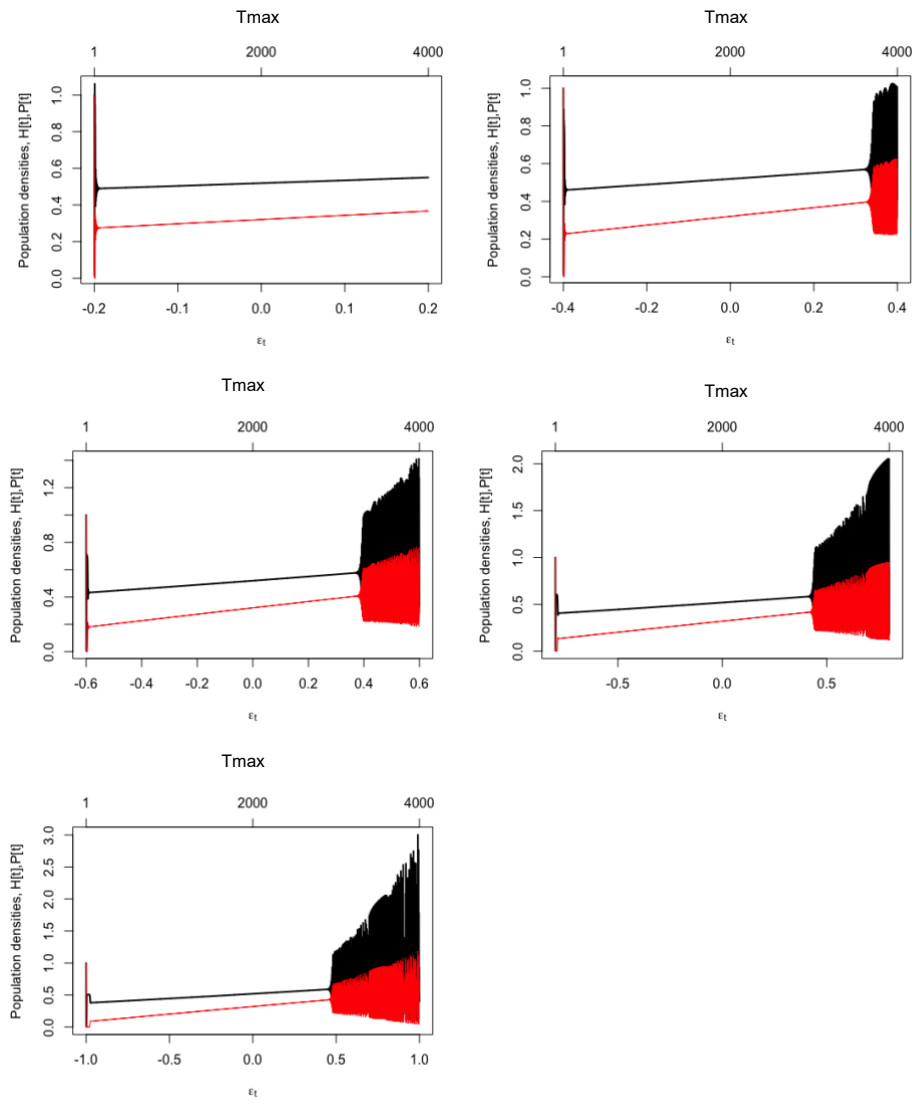 Tmax
1 2000 4000
Population densities, H[t],P[t]
0.0 0.2 0.4 0.6 0.8 1.0
-0.2 -0.1 0.0 0.1 0.2
εt
Tmax
1 2000 4000
Population densities, H[t],P[t]
0.0 0.2 0.4 0.6 0.8 1.0
-0.4 -0.2 0.0 0.2 0.4
εt
Tmax
1 2000 4000
Population densities, H[t],P[t]
0.0 0.4 0.8 1.2
-0.6 -0.4 -0.2 0.0 0.2 0.4 0.6
εt
Tmax
1 2000 4000
Population densities, H[t],P[t]
0.0 0.5 1.0 1.5 2.0
-0.5 0.0 0.5
εt
Tmax
1 2000 4000
Population densities, H[t],P[t]
0.0 0.5 1.0 1.5 2.0 2.5 3.0
-1.0 -0.5 0.0 0.5 1.0
εt